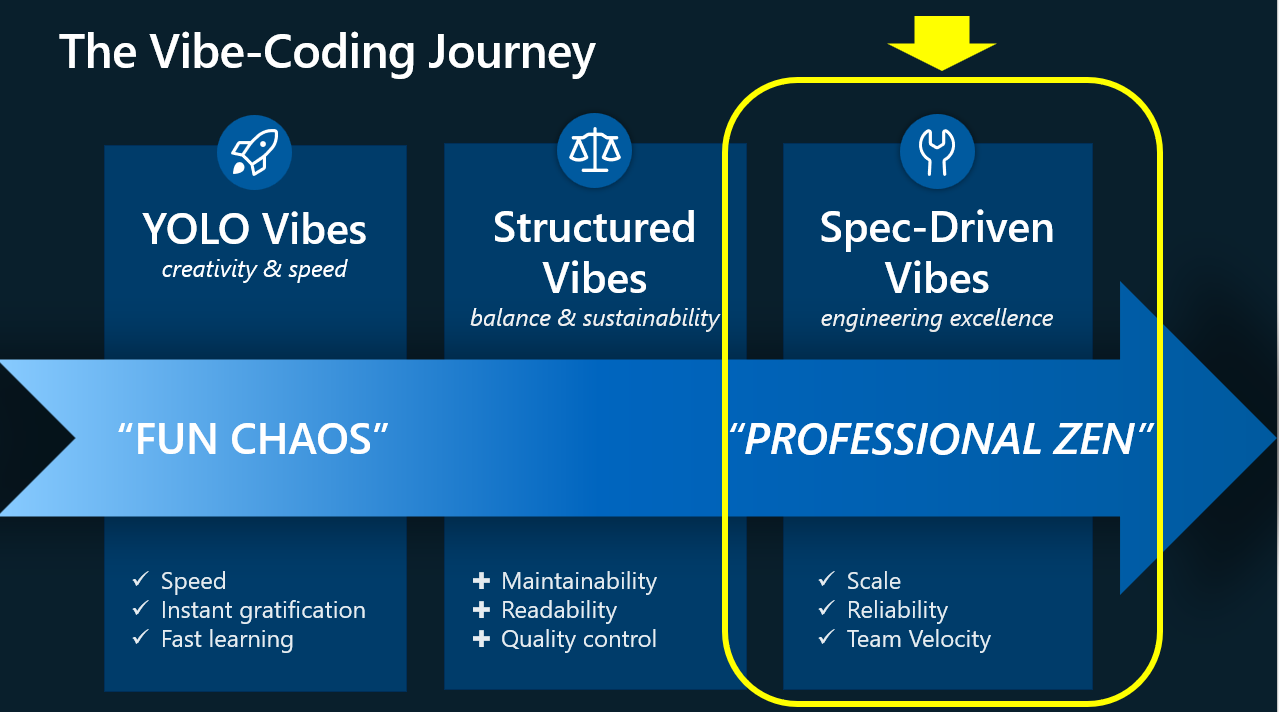 The Vibe-Coding Journey
YOLO Vibes
creativity & speed
Structured
Vibes
balance & sustainability
Spec-Driven
Vibes
engineering excellence
“FUN CHAOS”
“PROFESSIONAL ZEN”
✓ Speed
✓ Instant gratification
✓ Fast learning
✚ Maintainability
✚ Readability
✚ Quality control
✓ Scale
✓ Reliability
✓ Team Velocity